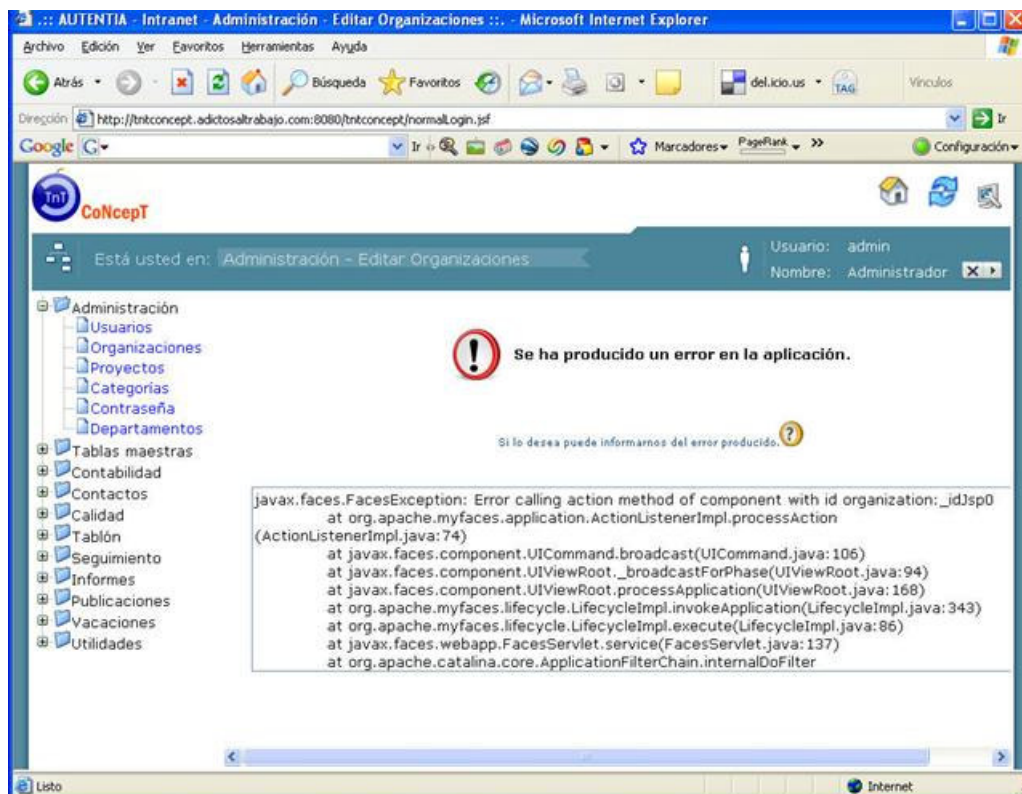 .:: AUTENTIA - Intranet - Administración - Editar Organizaciones ::. - Microsoft Internet Explorer
Archivo Edición Ver Favoritos Herramientas Ayuda
Atrás Búsqueda Favoritos del.icio.us TAG Vínculos
Dirección http://tntconcept.adictosaltrabajo.com:8080/tntconcept/normalLogin.jsf Ir
Google G Ir Marcadores PageRank » Configuración
TnT CoNcepT
Está usted en: Administración - Editar Organizaciones
Usuario: admin
Nombre: Administrador
Administración
Usuarios
Organizaciones
Proyectos
Categorías
Contraseña
Departamentos
Tablas maestras
Contabilidad
Contactos
Calidad
Tablón
Seguimiento
Informes
Publicaciones
Vacaciones
Utilidades
Se ha producido un error en la aplicación.
Si lo desea puede informarnos del error producido.
javax.faces.FacesException: Error calling action method of component with id organization:_idJsp0
at org.apache.myfaces.application.ActionListenerImpl.processAction
(ActionListenerImpl.java:74)
at javax.faces.component.UICommand.broadcast(UICommand.java:106)
at javax.faces.component.UIViewRoot._broadcastForPhase(UIViewRoot.java:94)
at javax.faces.component.UIViewRoot.processApplication(UIViewRoot.java:168)
at org.apache.myfaces.lifecycle.LifecycleImpl.invokeApplication(LifecycleImpl.java:343)
at org.apache.myfaces.lifecycle.LifecycleImpl.execute(LifecycleImpl.java:86)
at javax.faces.webapp.FacesServlet.service(FacesServlet.java:137)
at org.apache.catalina.core.ApplicationFilterChain.internalDoFilter
Listo Internet